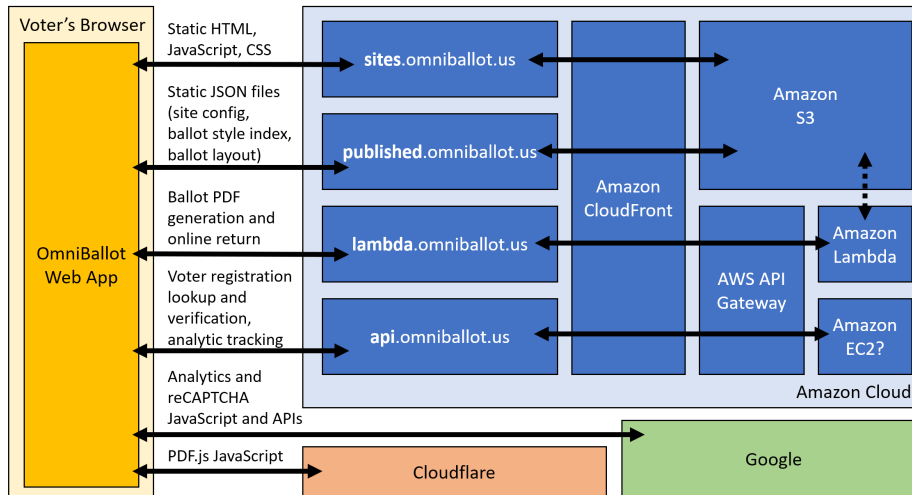 Voter's Browser
OmniBallot
Web App
Static HTML,
JavaScript, CSS
Static JSON files
(site config,
ballot style index,
ballot layout)
Ballot PDF
generation and
online return
Voter registration
lookup and
verification,
analytic tracking
Analytics and
reCAPTCHA
JavaScript and APIs
PDF.js JavaScript
sites.omniballot.us
published.omniballot.us
lambda.omniballot.us
api.omniballot.us
Amazon
CloudFront
Amazon
S3
AWS API
Gateway
Amazon
Lambda
Amazon
EC2?
Amazon Cloud
Cloudflare
Google